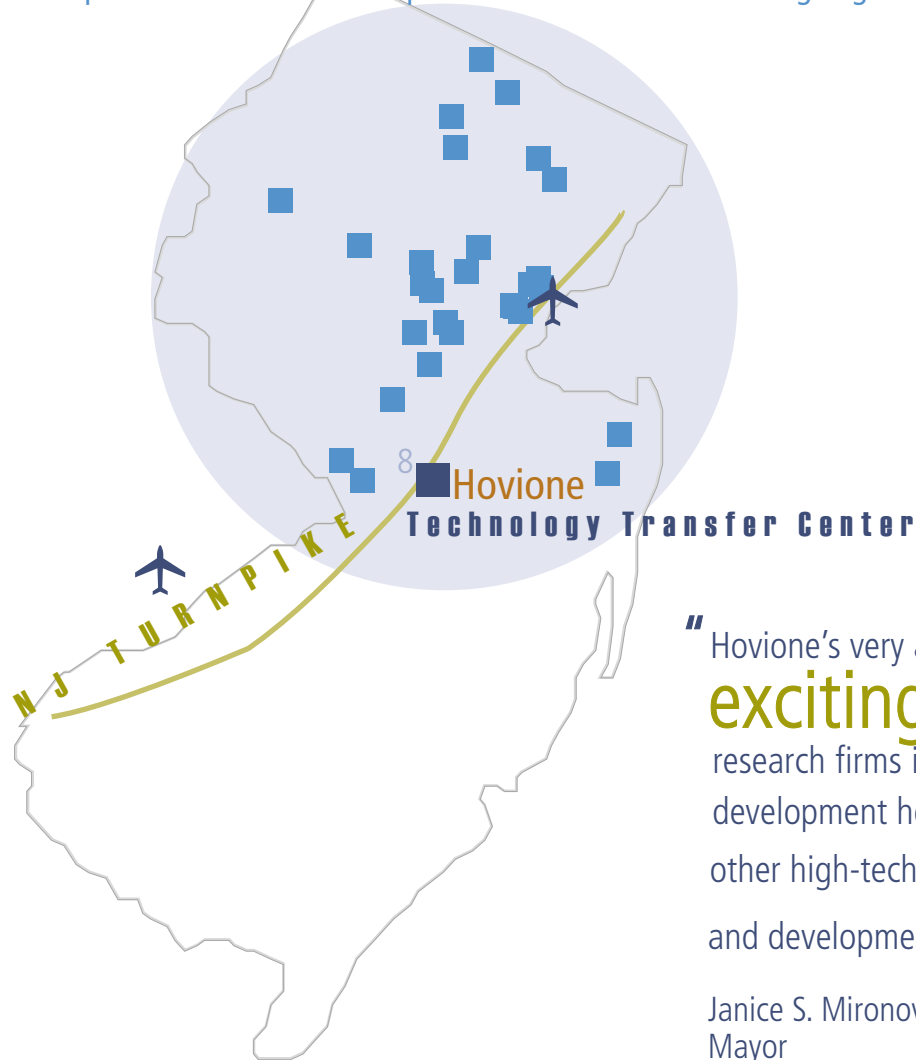 8
Hovione
Technology Transfer Center
NJ TURNPIKE
"
Hovione's very
exciting
research firms
development
other high-tech
and
Janice S. Mironov
Mayor